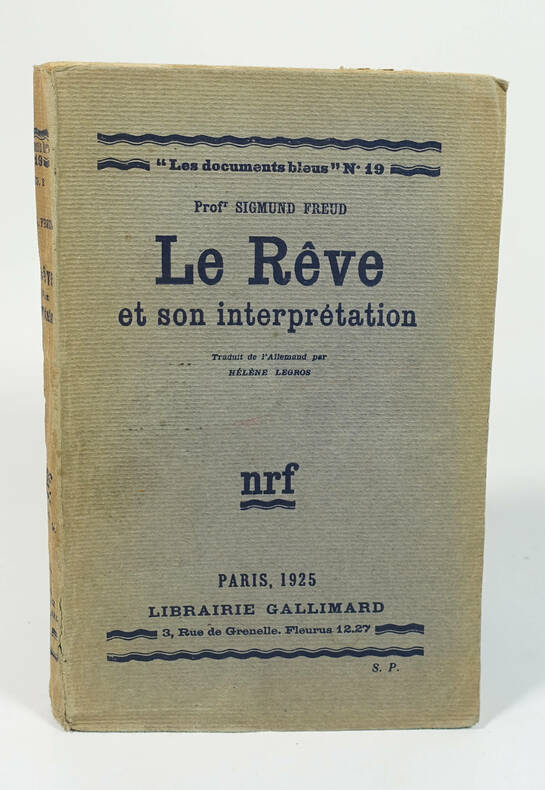 "Les documents bleus" N° 19
Profr SIGMUND FREUD
Le Rêve
et son interprétation
Traduit de l'Allemand par
HÉLÈNE LEGROS
nrf
PARIS, 1925
LIBRAIRIE GALLIMARD
3, Rue de Grenelle. Fleurus 12.27
S. P.